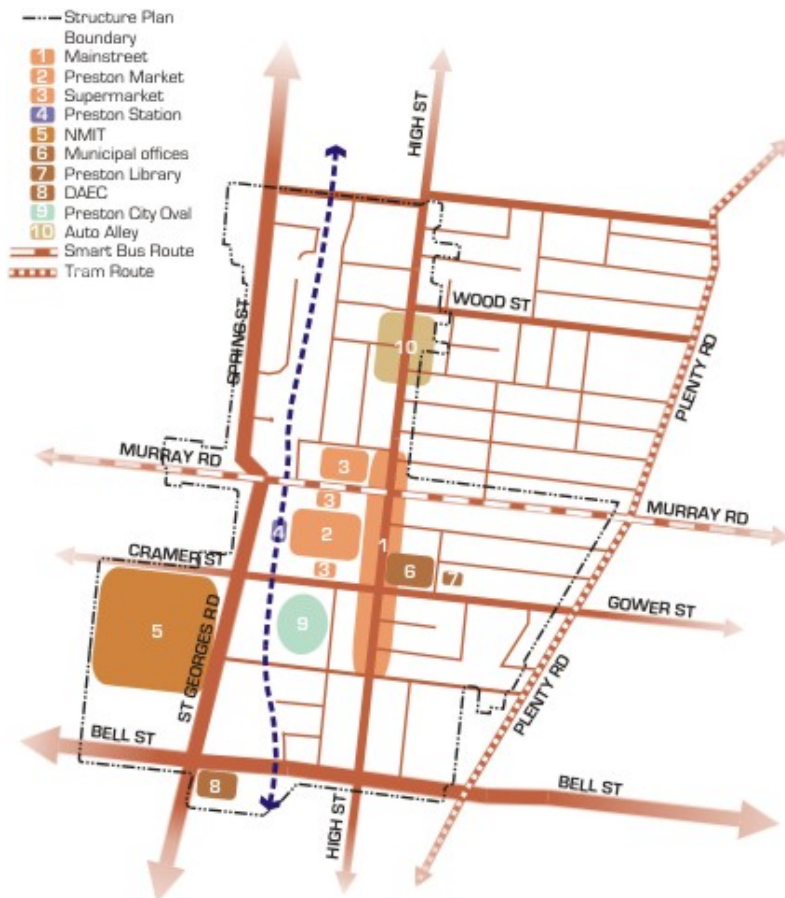 Structure Plan
Boundary
1 Mainstreet
2 Preston Market
3 Supermarket
4 Preston Station
5 NMIT
6 Municipal offices
7 Preston Library
8 DAEC
9 Preston City Oval
10 Auto Alley
Smart Bus Route
Tram Route
HIGH ST
SPRING ST
WOOD ST
10
PLENTY RD
MURRAY RD
3
MURRAY RD
3
4
2
1
CRAMER ST
3
6
7
GOWER ST
5
9
ST GEORGES RD
PLENTY RD
BELL ST
8
BELL ST
HIGH ST